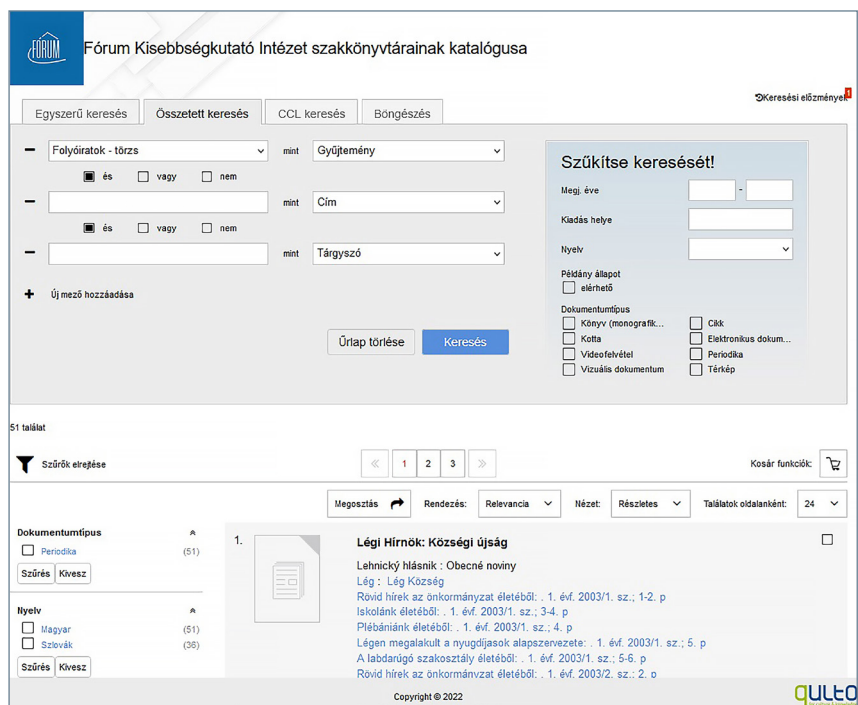 FÓRUM
Fórum Kisebbségkutató Intézet szakkönyvtárainak katalógusa
Keresési előzmények 1
Egyszerű keresés Összetett keresés CCL keresés Böngészés
Folyóiratok - törzs mint Gyűjtemény
és vagy nem
mint Cím
és vagy nem
mint Tárgyszó
Új mező hozzáadása
Űrlap törlése Keresés
Szűkítse keresését!
Megj. éve -
Kiadás helye
Nyelv
Példány állapot
elérhető
Dokumentumtípus
Könyv (monografik... Cikk
Kotta Elektronikus dokum...
Videofelvétel Periodika
Vizuális dokumentum Térkép
51 találat
Szűrők elrejtése
« 1 2 3 »
Kosár funkciók:
Megosztás Rendezés: Relevancia Nézet: Részletes Találatok oldalanként: 24
Dokumentumtípus
Periodika (51)
Szűrés Kivesz
Nyelv
Magyar (51)
Szlovák (36)
Szűrés Kivesz
1.
Légi Hírnök: Községi újság
Lehnický hlásnik : Obecné noviny
Lég : Lég Község
Rövid hírek az önkormányzat életéből: . 1. évf. 2003/1. sz.; 1-2. p
Iskolánk életéből: . 1. évf. 2003/1. sz.; 3-4. p
Plébániánk életéből: . 1. évf. 2003/1. sz.; 4. p
Légen megalakult a nyugdíjasok alapszervezete: . 1. évf. 2003/1. sz.; 5. p
A labdarúgó szakosztály életéből: . 1. évf. 2003/1. sz.; 5-6. p
Rövid hírek az önkormányzat életéből: . 1. évf. 2003/2. sz.; 2. p
Copyright © 2022
qulto